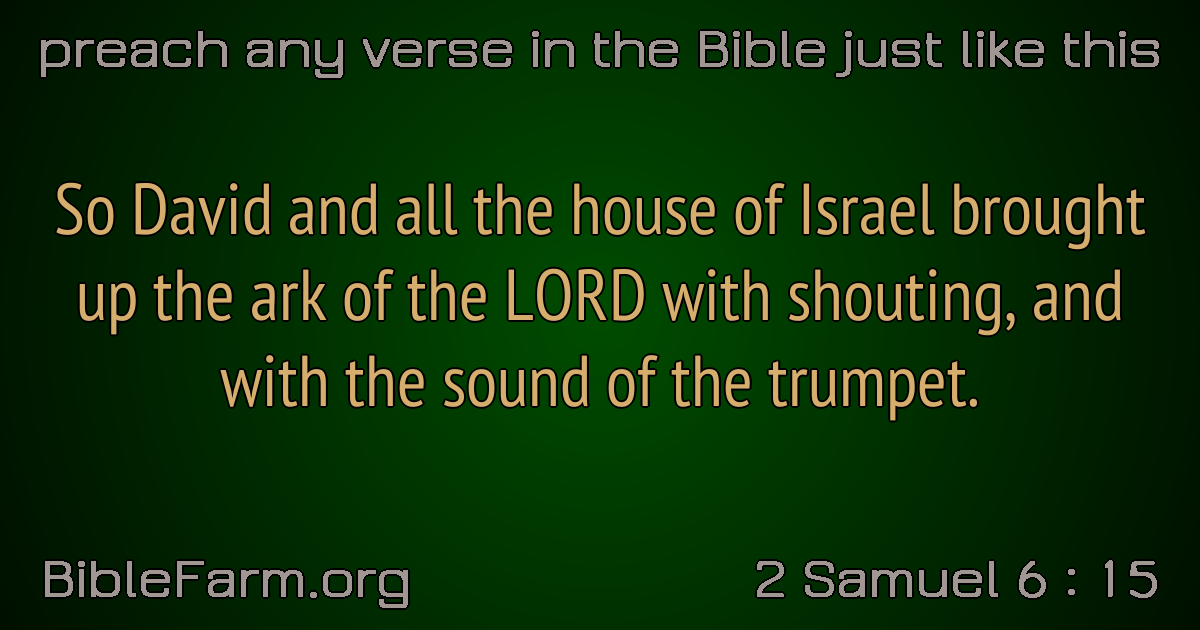 preach any verse in the Bible just like this
So David and all the house of Israel brought
up the ark of the LORD with shouting, and
with the sound of the trumpet.
BibleFarm.org
2 Samuel 6 : 15